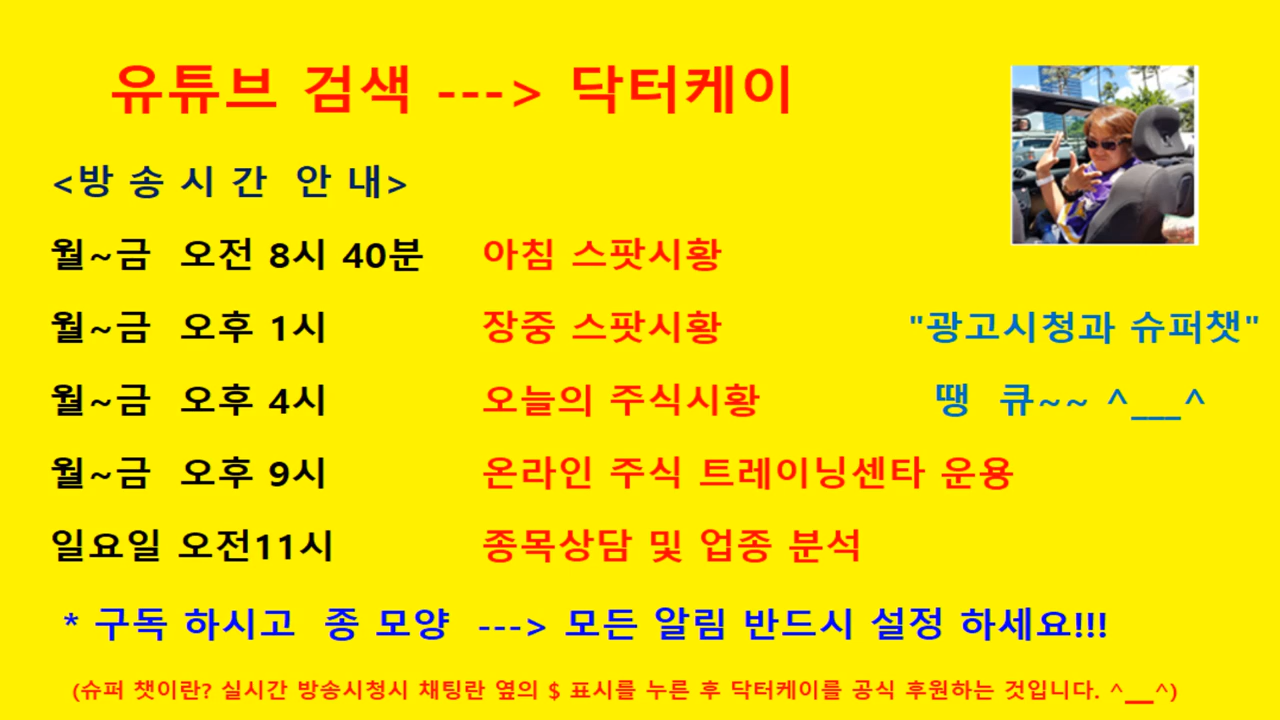 유튜브 검색 ---> 닥터케이
<방 송 시 간  안 내>
월~금  오전 8시 40분  아침 스팟시황
월~금  오후 1시  장중 스팟시황  "광고시청과 슈퍼챗"
월~금  오후 4시  오늘의 주식시황  땡  큐~~ ^___^
월~금  오후 9시  온라인 주식 트레이닝센타 운용
일요일 오전11시  종목상담 및 업종 분석
* 구독 하시고  종 모양  ---> 모든 알림 반드시 설정 하세요!!!
(슈퍼 챗이란? 실시간 방송시청시 채팅란 옆의 $ 표시를 누른 후 닥터케이를 공식 후원하는 것입니다. ^__^)